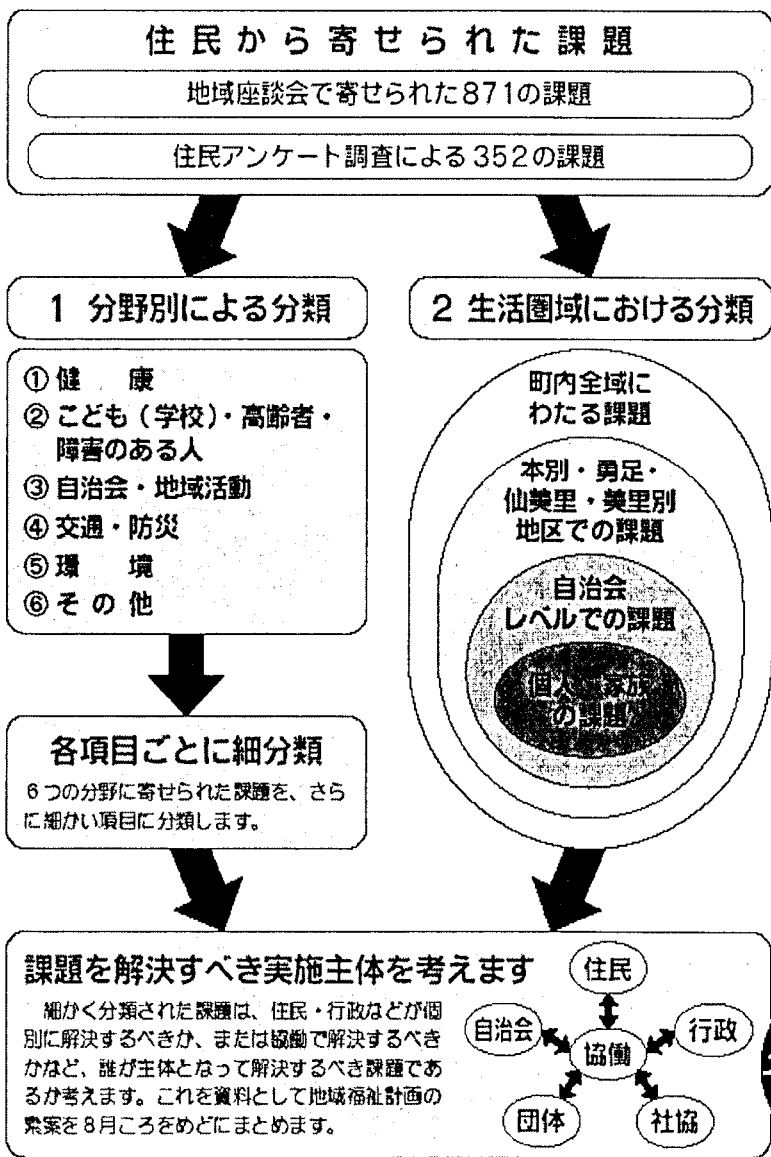 住民から寄せられた課題
地域座談会で寄せられた871の課題
住民アンケート調査による352の課題
1 分野別による分類
① 健　　康
② こども(学校)・高齢者・
障害のある人
③ 自治会・地域活動
④ 交通・防災
⑤ 環　　境
⑥ そ の 他
各項目ごとに細分類
6つの分野に寄せられた課題を、さら
に細かい項目に分類します。
2 生活圏域における分類
町内全域に
わたる課題
本別・勇足・
仙美里・美里別
地区での課題
自治会
レベルでの課題
個人・家族
の課題
課題を解決すべき実施主体を考えます
細かく分類された課題は、住民・行政などが個
別に解決するべきか、または協働で解決するべき
かなど、誰が主体となって解決するべき課題であ
るか考えます。これを資料として地域福祉計画の
素案を8月ころをめどにまとめます。
住民
自治会
行政
協働
団体
社協